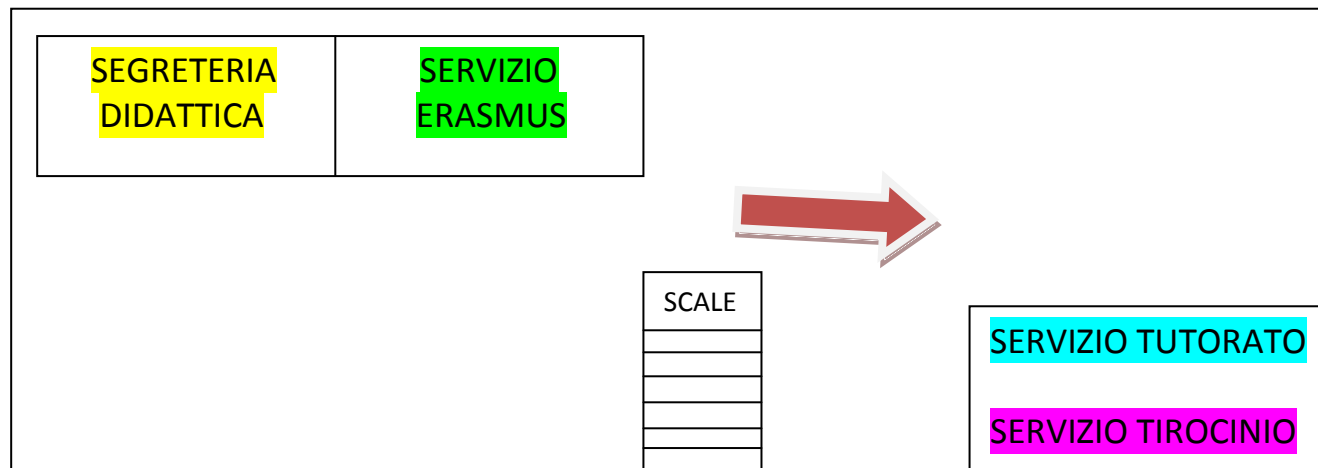 SEGRETERIA
DIDATTICA
SERVIZIO
ERASMUS
SCALE
SERVIZIO TUTORATO
SERVIZIO TIROCINIO